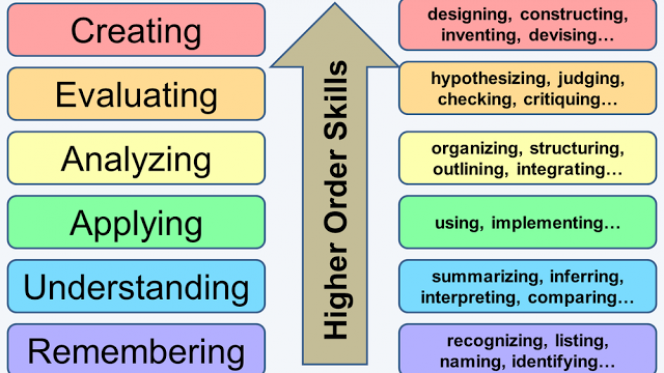 Creating
designing, constructing,
inventing, devising...
Evaluating
hypothesizing, judging,
checking, critiquing...
Analyzing
organizing, structuring,
outlining, integrating...
Applying
using, implementing...
Understanding
summarizing, inferring,
interpreting, comparing...
Remembering
recognizing, listing,
naming, identifying...
Higher Order Skills